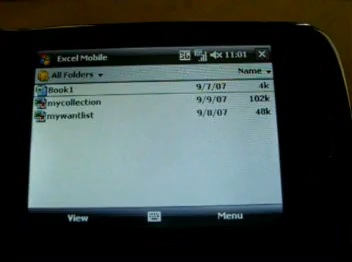 Excel Mobile 11:01
All Folders Name
Book1 9/7/07 4k
mycollection 9/9/07 102k
mywantlist 9/8/07 48k
View Menu